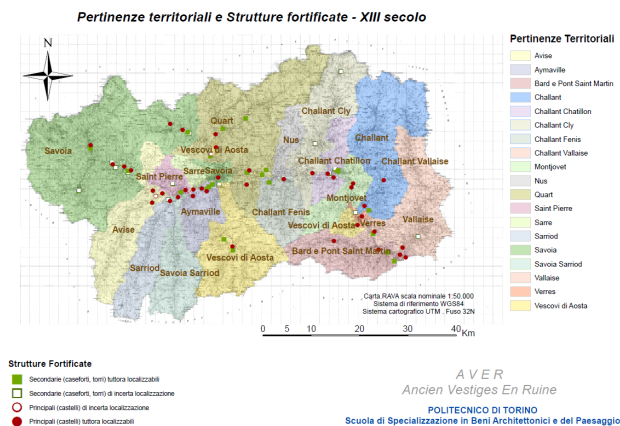 Pertinenze territoriali e Strutture fortificate - XIII secolo
N
Pertinenze Territoriali
Avise
Aymaville
Bard e Pont Saint Martin
Challant
Challant Chatillon
Challant Cly
Challant Fenis
Challant Vallaise
Montjovet
Nus
Quart
Saint Pierre
Sarre
Sarriod
Savoia
Savoia Sarriod
Vallaise
Verres
Vescovi di Aosta
Challant Cly
Quart
Challant
Nus
Savoia
Vescovi di Aosta
Challant Chatillon
Challant Vallaise
SarreSavoia
Saint Pierre
Montjovet
Aymaville
Challant Fenis
Vallaise
Verres
Vescovi di Aosta
Avise
Bard e Pont Saint Martin
Vescovi di Aosta
Sarriod
Savoia Sarriod
Carta RAVA scala nominale 1:50.000
Sistema di riferimento WGS84
Sistema cartografico UTM . Fuso 32N
0 5 10 20 30 40
Km
Strutture Fortificate
Secondarie (caseforti, torri) tuttora localizzabili
Secondarie (caseforti, torri) di incerta localizzazione
Principali (castelli) di incerta localizzazione
Principali (castelli) tuttora localizzabili
A V E R
Ancien Vestiges En Ruine
POLITECNICO DI TORINO
Scuola di Specializzazione in Beni Architettonici e del Paesaggio